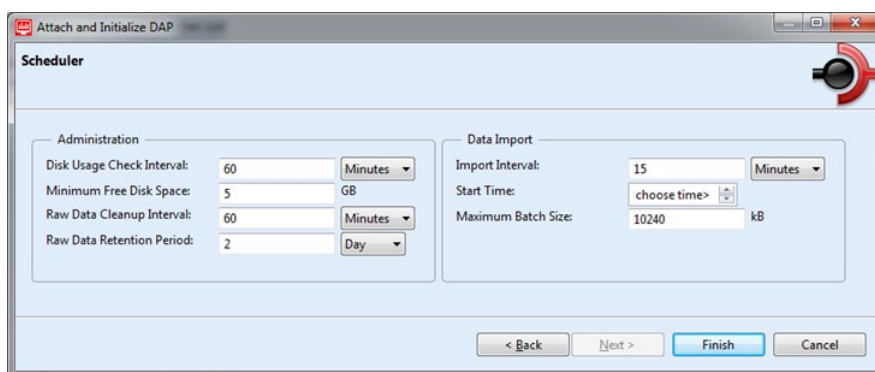 Attach and Initialize DAP
Scheduler
Administration
Disk Usage Check Interval: 60 Minutes
Minimum Free Disk Space: 5 GB
Raw Data Cleanup Interval: 60 Minutes
Raw Data Retention Period: 2 Day
Data Import
Import Interval: 15 Minutes
Start Time: choose time>
Maximum Batch Size: 10240 kB
< Back Next > Finish Cancel